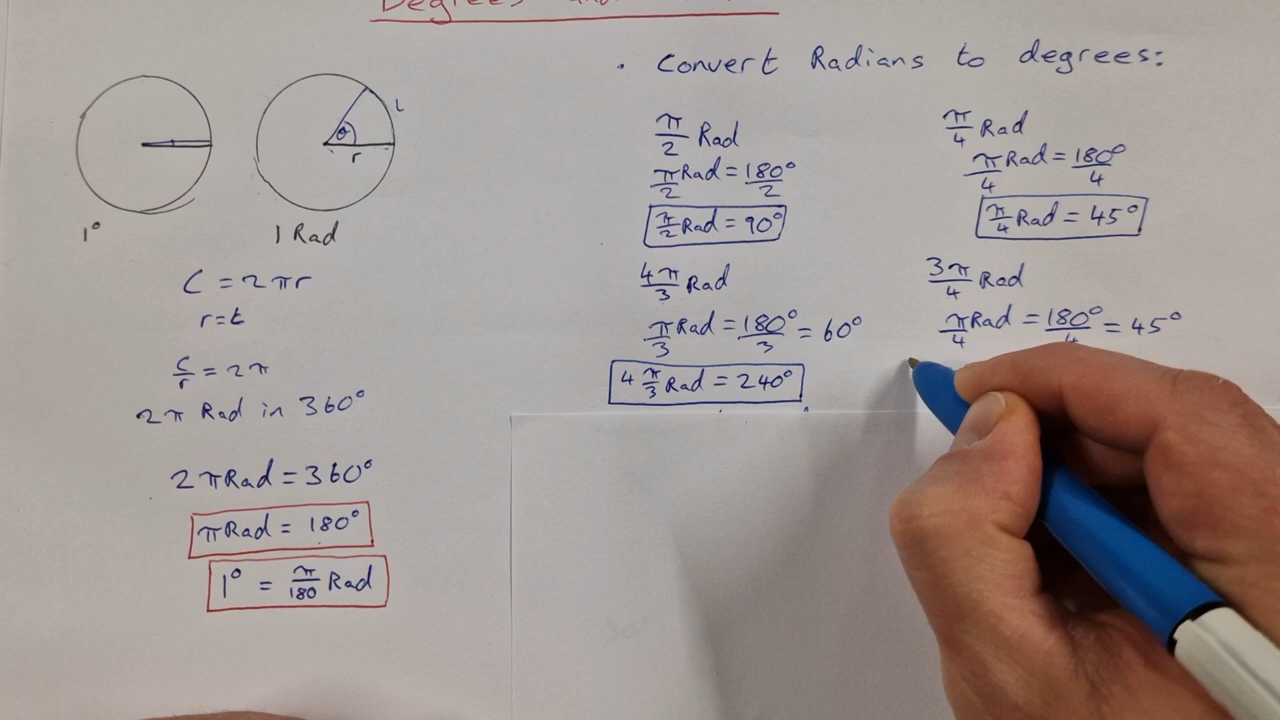 Degrees
1°
θ
r
L
1 Rad
C = 2πr
r=L
C/r = 2π
2π Rad in 360°
2πRad = 360°
πRad = 180°
1° = π/180 Rad
. Convert Radians to degrees:
π/2 Rad
π/2 Rad = 180°/2
π/2 Rad = 90°
4π/3 Rad
π/3 Rad = 180°/3 = 60°
4 π/3 Rad = 240°
π/4 Rad
π/4 Rad = 180°/4
π/4 Rad = 45°
3π/4 Rad
π/4 Rad = 180°/4 = 45°